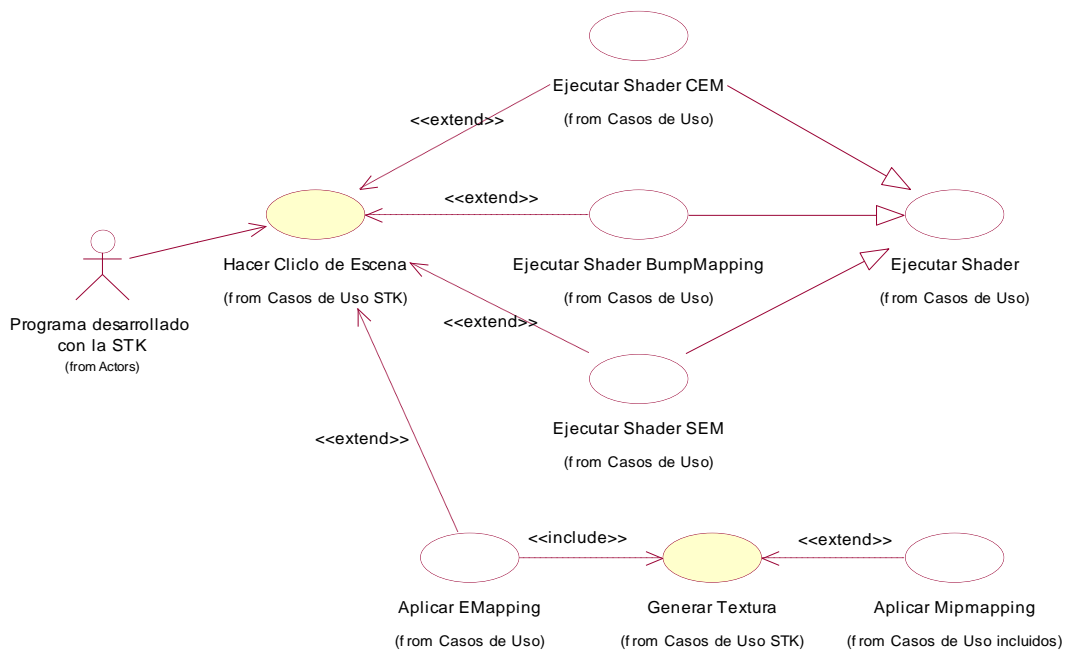 Ejecutar Shader CEM
(from Casos de Uso)
<<extend>>
<<extend>>
Hacer Cliclo de Escena
(from Casos de Uso STK)
Ejecutar Shader BumpMapping
(from Casos de Uso)
Ejecutar Shader
(from Casos de Uso)
Programa desarrollado
con la STK
(from Actors)
<<extend>>
Ejecutar Shader SEM
(from Casos de Uso)
<<extend>>
<<include>>
<<extend>>
Aplicar EMapping
(from Casos de Uso)
Generar Textura
(from Casos de Uso STK)
Aplicar Mipmapping
(from Casos de Uso incluidos)